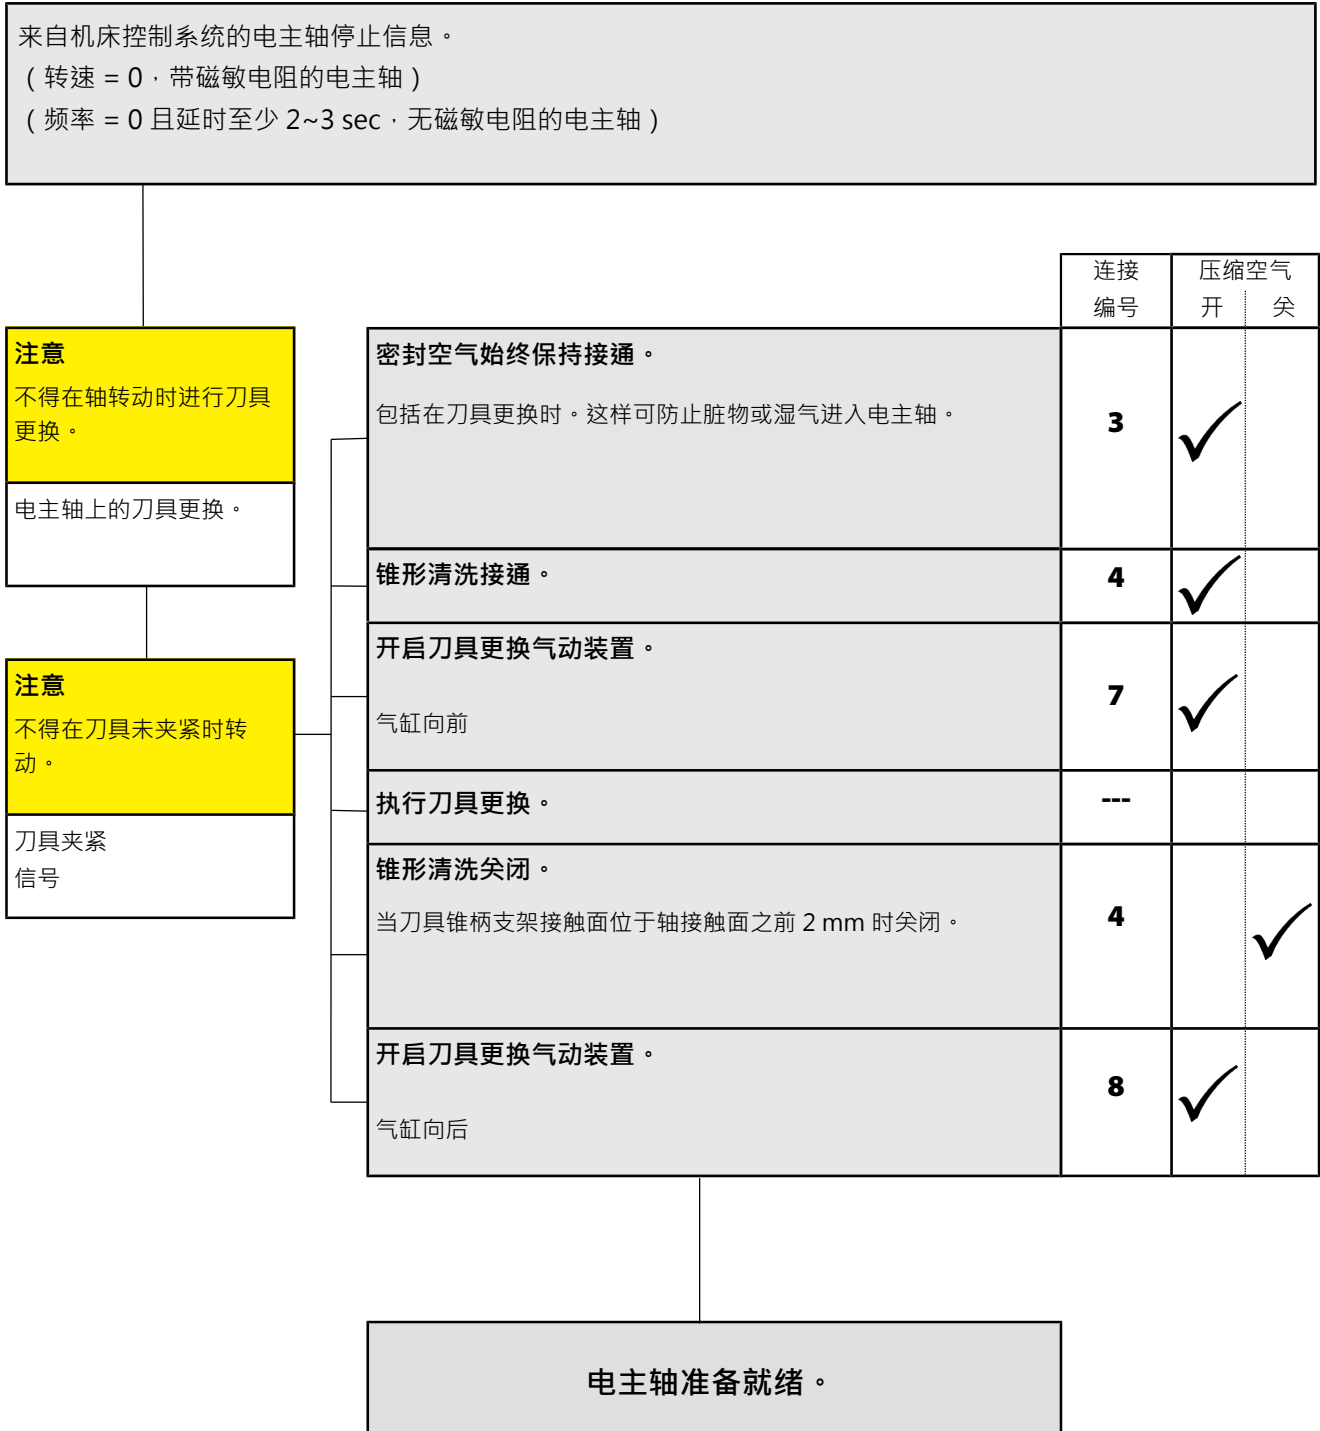 来自机床控制系统的电主轴停止信息。
（转速 = 0，带磁敏电阻的电主轴）
（频率 = 0 且延时至少 2~3 sec，无磁敏电阻的电主轴）
连接
编号
压缩空气
开 关
注意
不得在轴转动时进行刀具
更换。
电主轴上的刀具更换。
注意
不得在刀具未夹紧时转
动。
刀具夹紧
信号
密封空气始终保持接通。
包括在刀具更换时。这样可防止脏物或湿气进入电主轴。
3
锥形清洗接通。
4
开启刀具更换气动装置。
气缸向前
7
执行刀具更换。
---
锥形清洗关闭。
当刀具锥柄支架接触面位于轴接触面之前 2 mm 时关闭。
4
开启刀具更换气动装置。
气缸向后
8
电主轴准备就绪。